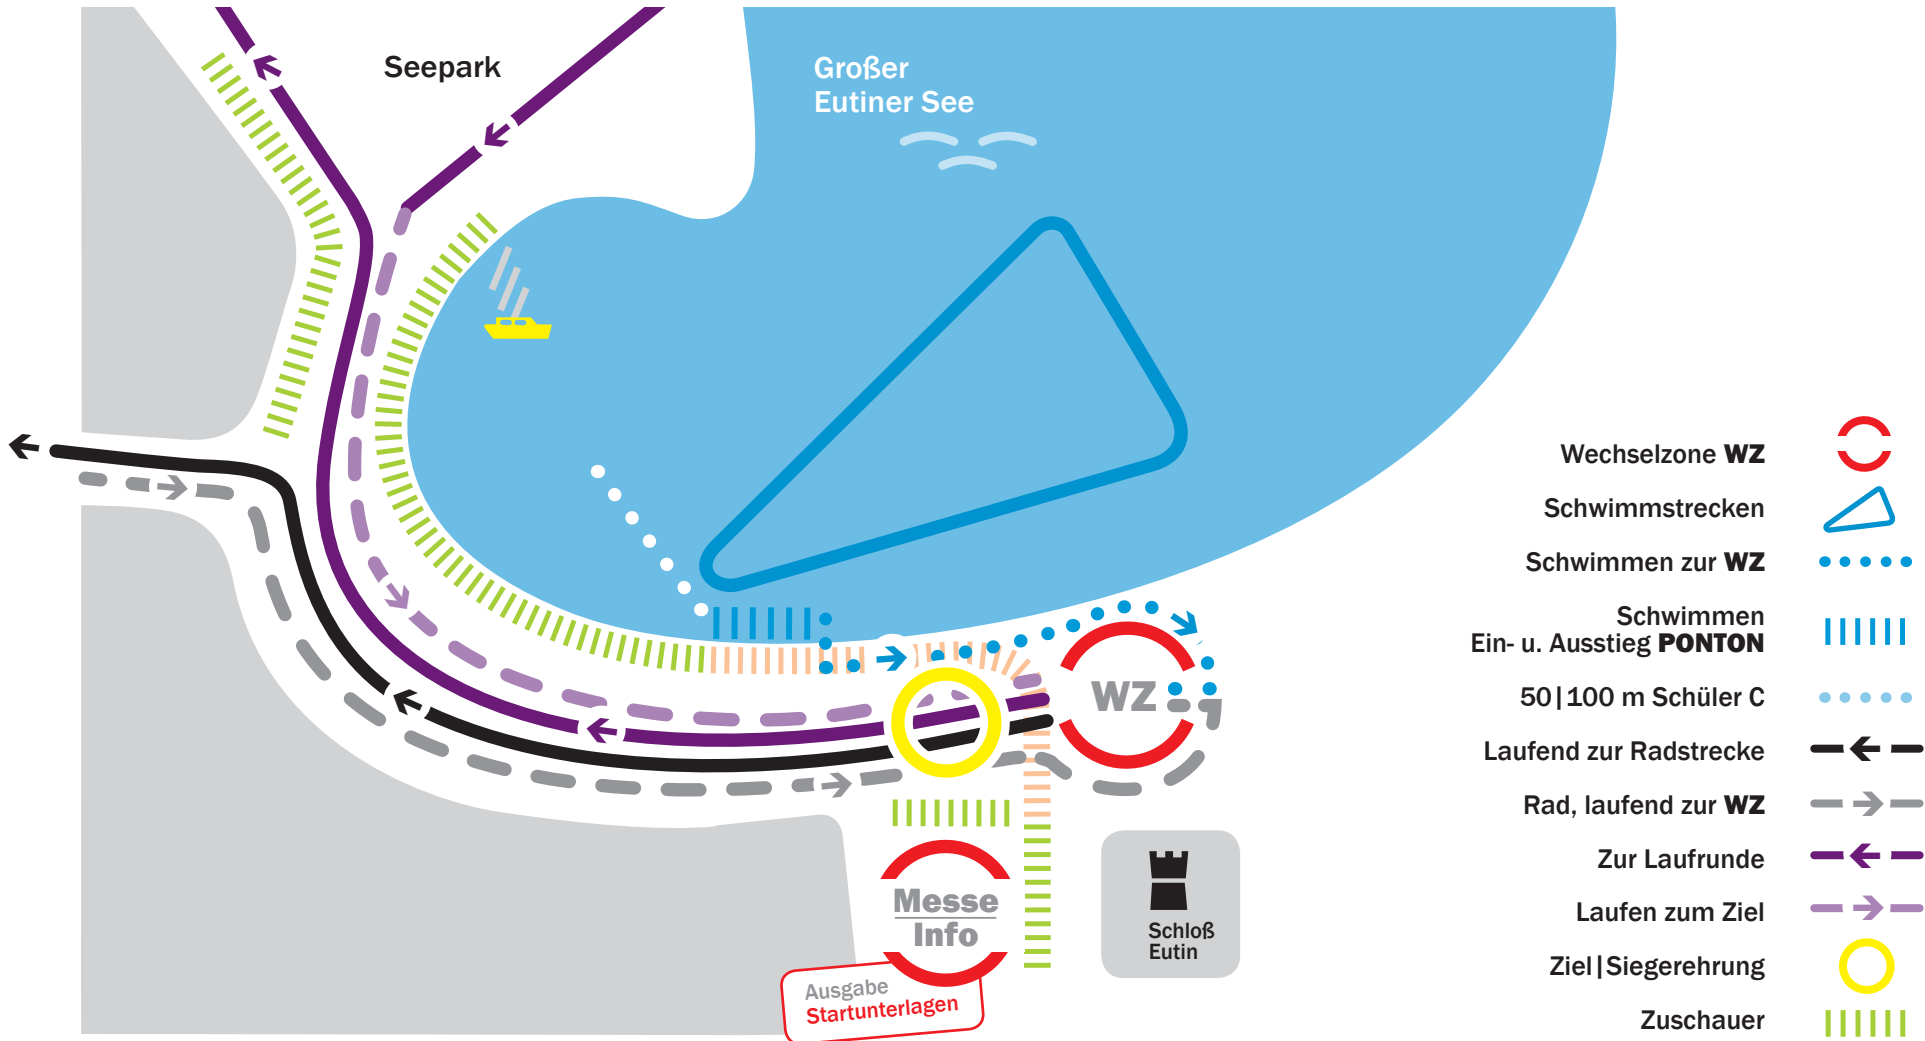 Seepark
Großer
Eutiner See
WZ
Messe
Info
Ausgabe
Startunterlagen
Schloß
Eutin
Wechselzone WZ
Schwimmstrecken
Schwimmen zur WZ
Schwimmen
Ein- u. Ausstieg PONTON
50|100 m Schüler C
Laufend zur Radstrecke
Rad, laufend zur WZ
Zur Laufrunde
Laufen zum Ziel
Ziel|Siegerehrung
Zuschauer